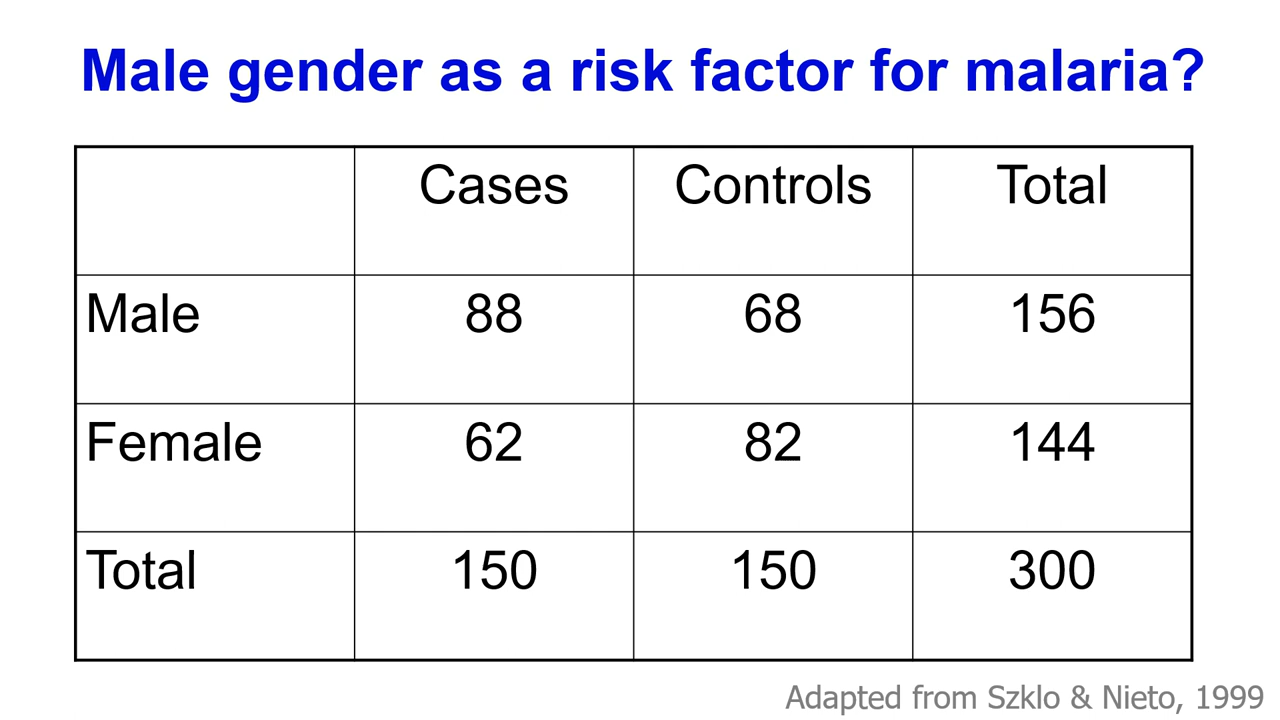 Male gender as a risk factor for malaria?
Cases Controls Total
Male 88 68 156
Female 62 82 144
Total 150 150 300
Adapted from Szklo & Nieto, 1999